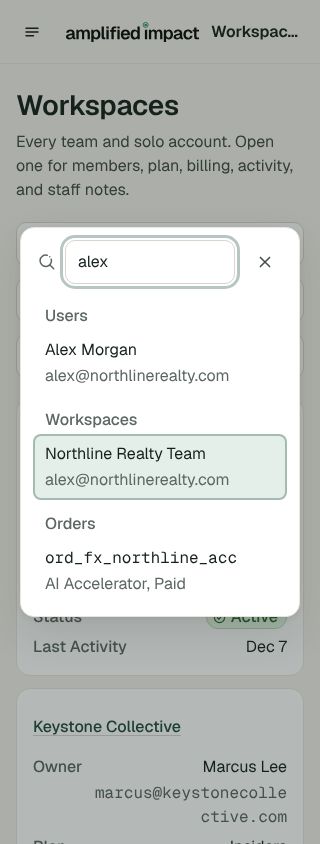 amplified impact
Workspac...
Workspaces
Every team and solo account. Open
one for members, plan, billing, activity,
and staff notes.
alex
Users
Alex Morgan
alex@northlinerealty.com
Workspaces
Northline Realty Team
alex@northlinerealty.com
Orders
ord_fx_northline_acc
AI Accelerator, Paid
Status
Active
Last Activity
Dec 7
Keystone Collective
Owner
Marcus Lee
marcus@keystonecolle
ctive.com
Plan
Insiders